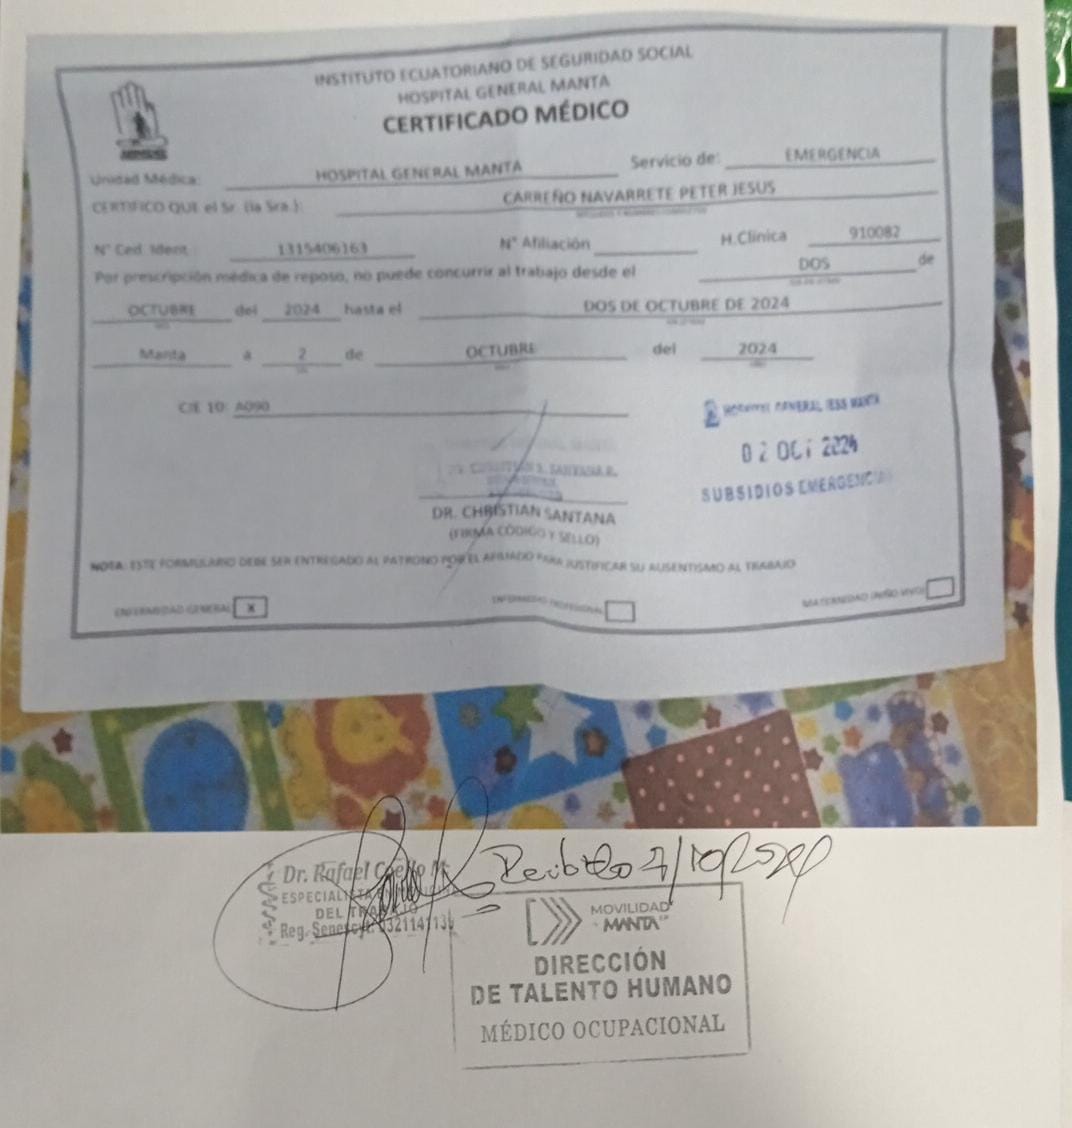 INSTITUTO ECUATORIANO DE SEGURIDAD SOCIAL
HOSPITAL GENERAL MANTA
CERTIFICADO MÉDICO
Unidad Médica: HOSPITAL GENERAL MANTA Servicio de: EMERGENCIA
CERTIFICO QUE el Sr. (la Sra.): CARREÑO NAVARRETE PETER JESUS
N° Ced. Ident.: 1315406163 N° Afiliación H.Clinica 910082
Por prescripción médica de reposo, no puede concurrir al trabajo desde el DOS de
OCTUBRE del 2024 hasta el DOS DE OCTUBRE DE 2024
Manta a 2 de OCTUBRE del 2024
CIE 10: A090
HOSPITAL GENERAL IESS MANTA
02 OCT 2024
SUBSIDIOS EMERGENCIA
SANTANA R.
DR. CHRISTIAN SANTANA
(FIRMA CÓDIGO Y SELLO)
NOTA: ESTE FORMULARIO DEBE SER ENTREGADO AL PATRONO POR EL AFILIADO PARA JUSTIFICAR SU AUSENTISMO AL TRABAJO
ENFERMEDAD GENERAL X ENFERMEDAD PROFESIONAL MATERNIDAD (NIÑO VIVO)
Dr. Rafael Coello M.
ESPECIALISTA
DEL TRABAJO
Reg. Senescyt:
Recibido 7/10/2024
MOVILIDAD
MANTA EP
DIRECCIÓN
DE TALENTO HUMANO
MÉDICO OCUPACIONAL